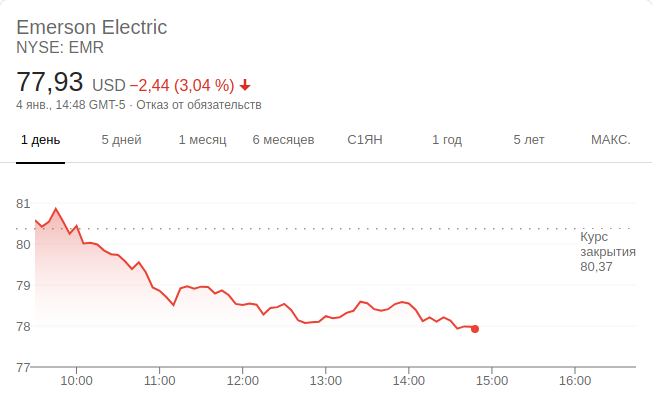 Emerson Electric
NYSE: EMR
77,93 USD −2,44 (3,04 %)
4 янв., 14:48 GMT-5 · Отказ от обязательств
1 день 5 дней 1 месяц 6 месяцев С1ЯН 1 год 5 лет МАКС.
81
80
79
78
77
Курс
закрытия
80,37
10:00 11:00 12:00 13:00 14:00 15:00 16:00